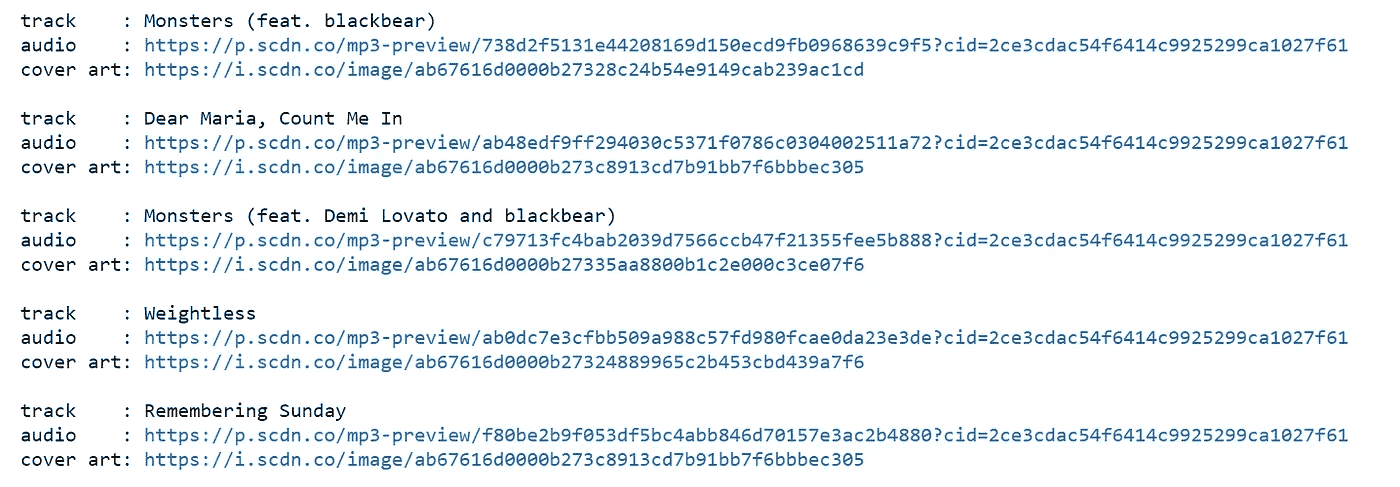 track    : Monsters (feat. blackbear)
audio    : https://p.scdn.co/mp3-preview/738d2f5131e44208169d150ecd9fb0968639c9f5?cid=2ce3cdac54f6414c9925299ca1027f61
cover art: https://i.scdn.co/image/ab67616d0000b27328c24b54e9149cab239ac1cd
track    : Dear Maria, Count Me In
audio    : https://p.scdn.co/mp3-preview/ab48edf9ff294030c5371f0786c0304002511a72?cid=2ce3cdac54f6414c9925299ca1027f61
cover art: https://i.scdn.co/image/ab67616d0000b273c8913cd7b91bb7f6bbbec305
track    : Monsters (feat. Demi Lovato and blackbear)
audio    : https://p.scdn.co/mp3-preview/c79713fc4bab2039d7566ccb47f21355fee5b888?cid=2ce3cdac54f6414c9925299ca1027f61
cover art: https://i.scdn.co/image/ab67616d0000b27335aa8800b1c2e000c3ce07f6
track    : Weightless
audio    : https://p.scdn.co/mp3-preview/ab0dc7e3cfbb509a988c57fd980fcae0da23e3de?cid=2ce3cdac54f6414c9925299ca1027f61
cover art: https://i.scdn.co/image/ab67616d0000b27324889965c2b453cbd439a7f6
track    : Remembering Sunday
audio    : https://p.scdn.co/mp3-preview/f80be2b9f053df5bc4abb846d70157e3ac2b4880?cid=2ce3cdac54f6414c9925299ca1027f61
cover art: https://i.scdn.co/image/ab67616d0000b273c8913cd7b91bb7f6bbbec305